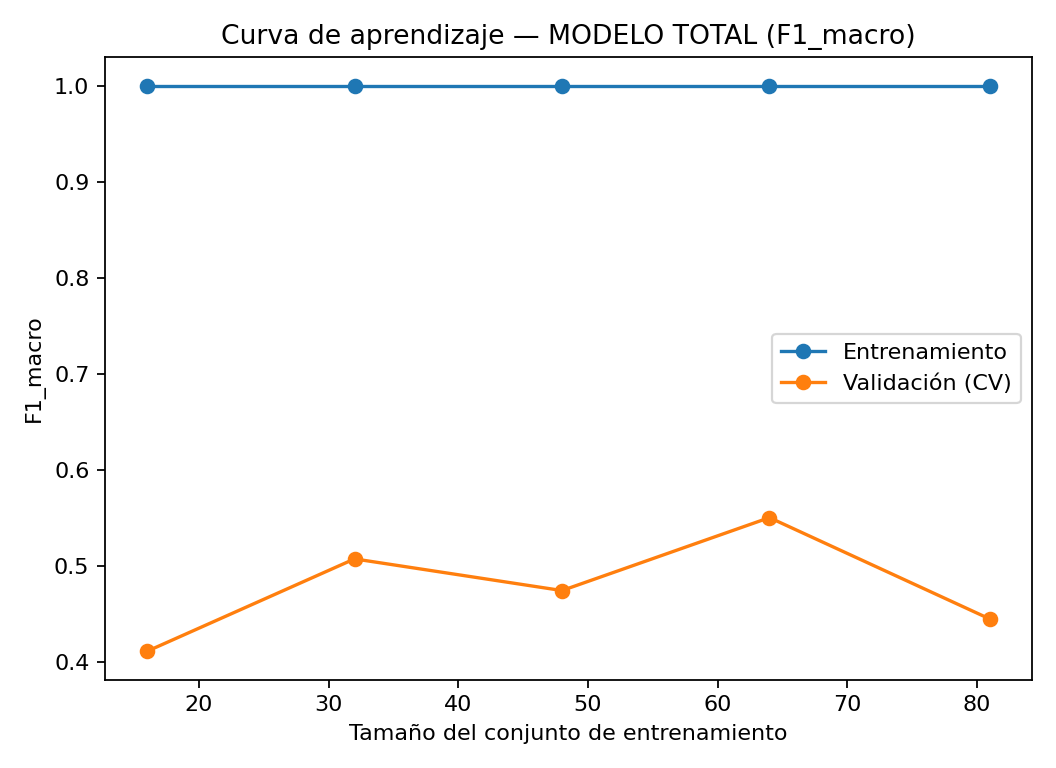 Curva de aprendizaje — MODELO TOTAL (F1_macro)
1.0
0.9
0.8
0.7
0.6
0.5
0.4
F1_macro
Entrenamiento
Validación (CV)
20 30 40 50 60 70 80
Tamaño del conjunto de entrenamiento